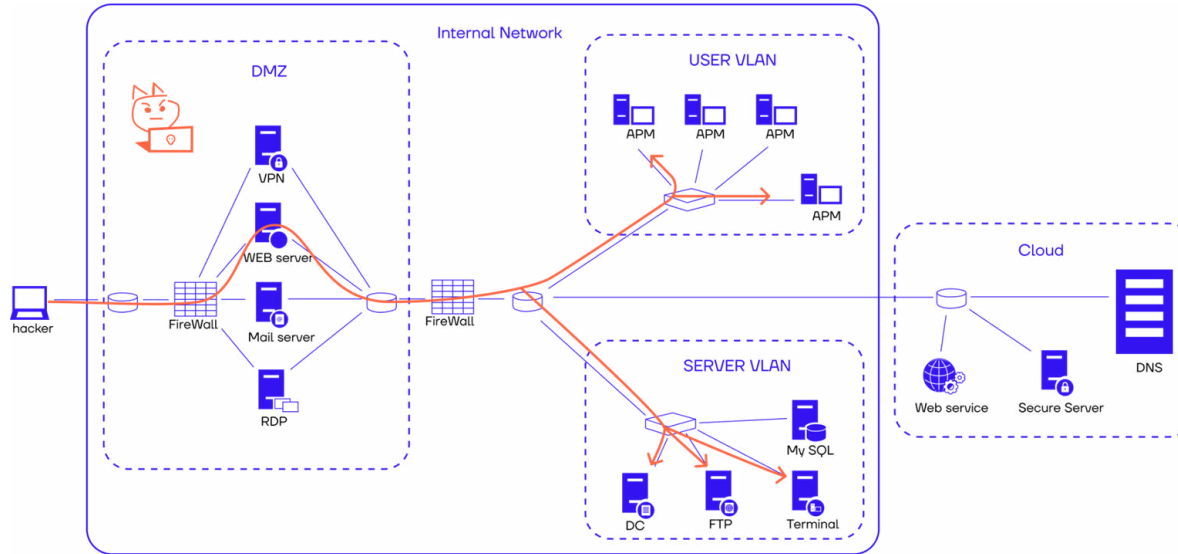 Internal Network
DMZ
USER VLAN
APM
APM
APM
VPN
APM
WEB server
Cloud
hacker
FireWall
Mail server
FireWall
SERVER VLAN
DNS
Web service
Secure Server
RDP
My SQL
DC
FTP
Terminal